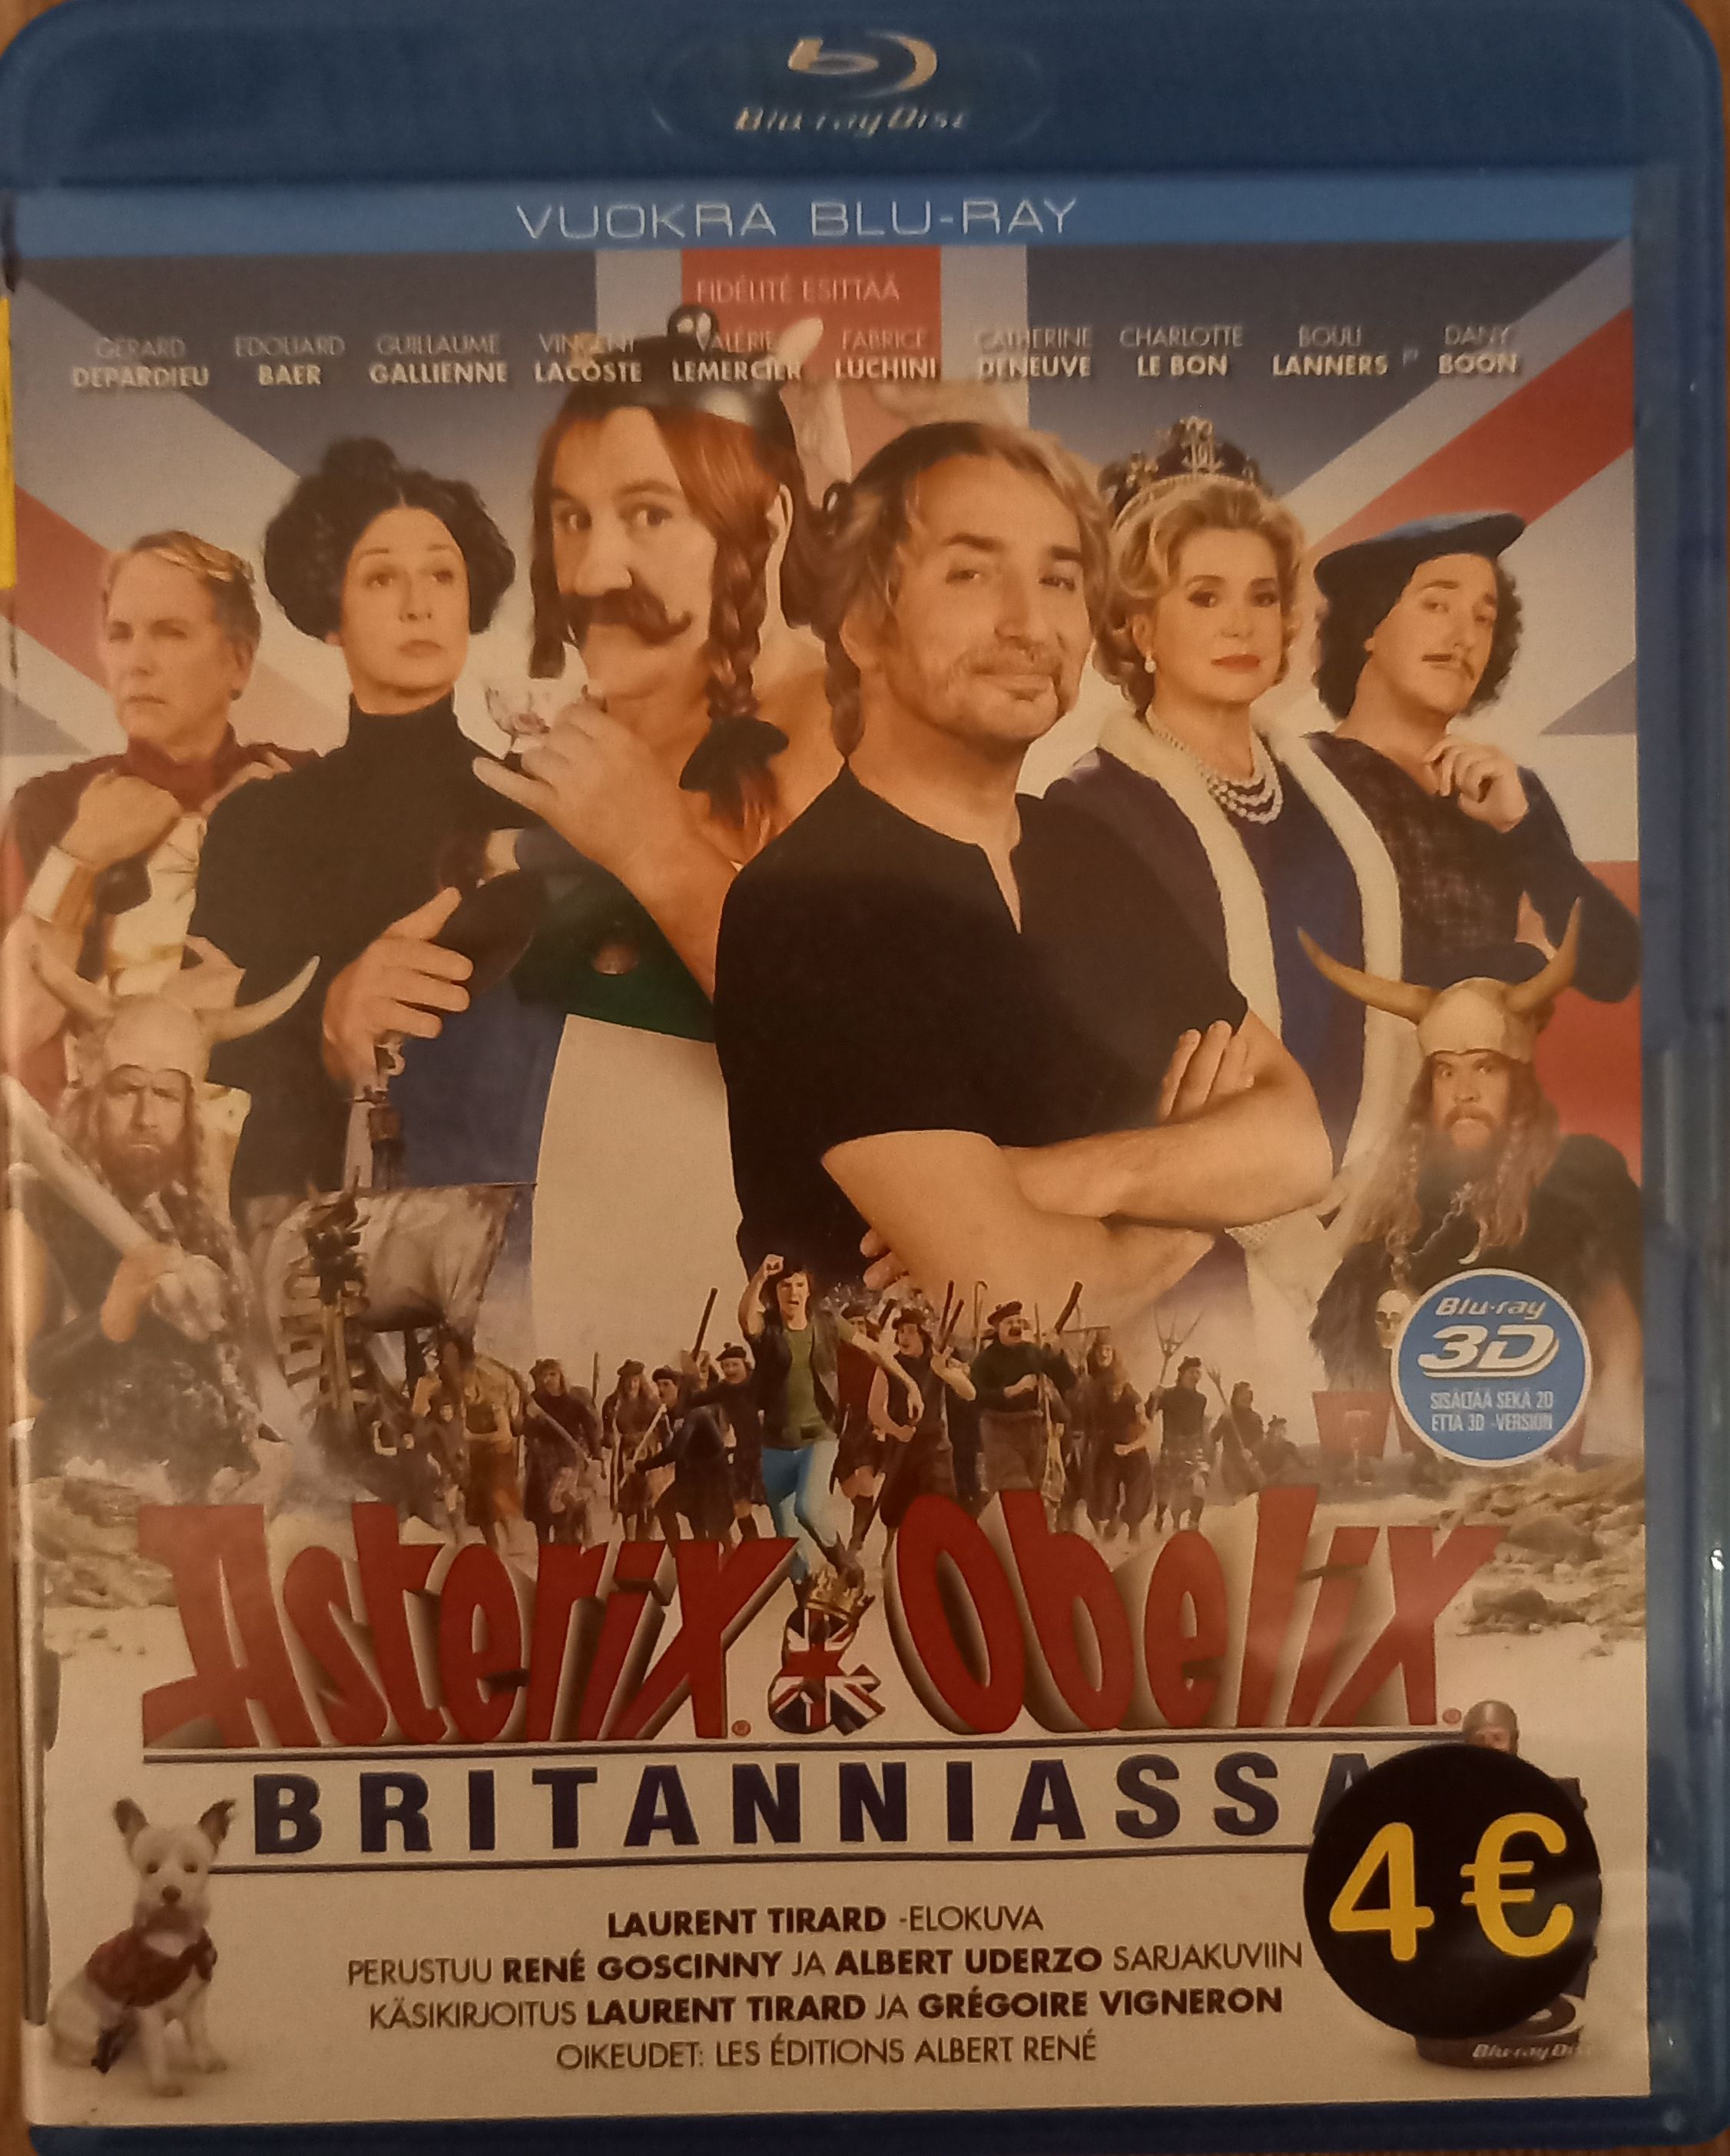 Blu-ray Disc
VUOKRA BLU-RAY
FIDÉLITÉ ESITTÄÄ
GÉRARD DEPARDIEU
EDOUARD BAER
GUILLAUME GALLIENNE
VINCENT LACOSTE
VALÉRIE LEMERCIER
FABRICE LUCHINI
CATHERINE DENEUVE
CHARLOTTE LE BON
BOULI LANNERS
DANY BOON
Blu-ray
3D
SISÄLTÄÄ SEKÄ 2D
ETTÄ 3D -VERSION
Asterix® & Obelix®
BRITANNIASSA
4€
LAURENT TIRARD -ELOKUVA
PERUSTUU RENÉ GOSCINNY JA ALBERT UDERZO SARJAKUVIIN
KÄSIKIRJOITUS LAURENT TIRARD JA GRÉGOIRE VIGNERON
OIKEUDET: LES ÉDITIONS ALBERT RENÉ
Blu-ray Disc